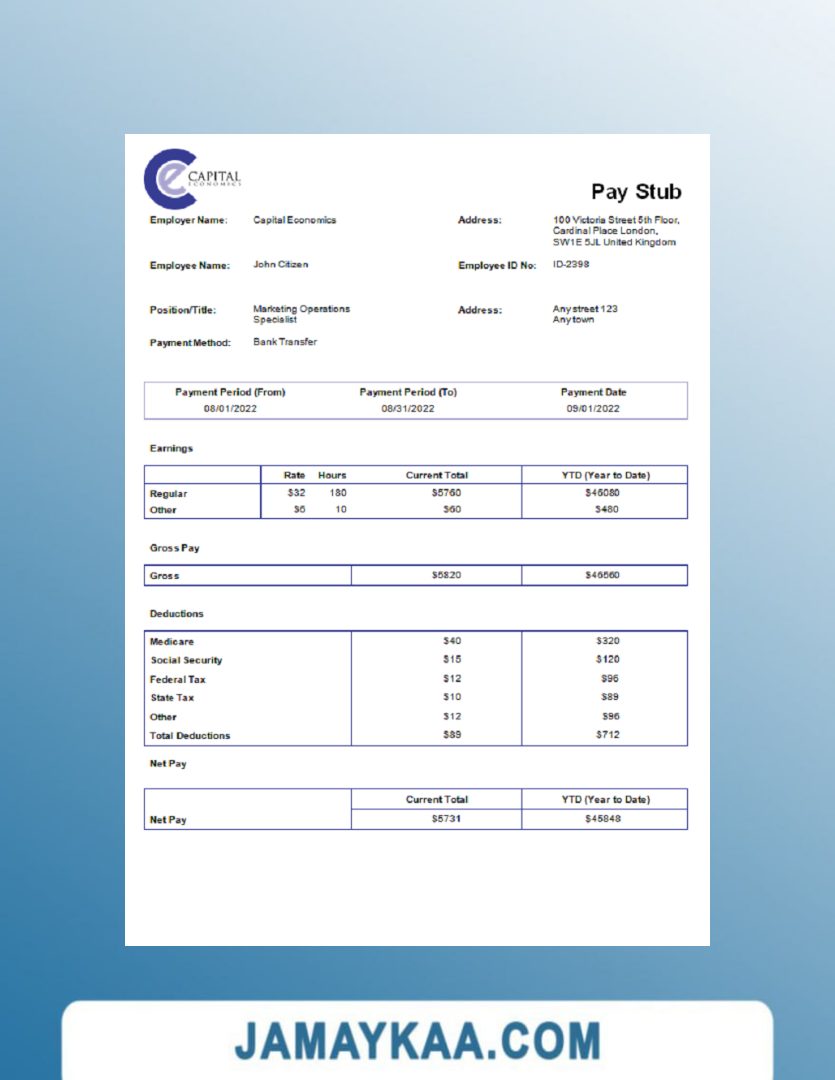 CAPITAL
ECONOMICS
Pay Stub
Employer Name: Capital Economics Address: 100 Victoria Street 5th Floor,
Cardinal Place London,
SW1E 5JL United Kingdom
Employee Name: John Citizen Employee ID No: ID-2398
Position/Title: Marketing Operations Address: Anystreet 123
Specialist Anytown
Payment Method: Bank Transfer
Payment Period (From) Payment Period (To) Payment Date
08/01/2022 08/31/2022 09/01/2022
Earnings
Rate Hours Current Total YTD (Year to Date)
Regular $32 180 $5760 $46080
Other $6 10 $60 $480
Gross Pay
Gross $5820 $46560
Deductions
Medicare $40 $320
Social Security $15 $120
Federal Tax $12 $96
State Tax $10 $89
Other $12 $96
Total Deductions $89 $712
Net Pay
Current Total YTD (Year to Date)
Net Pay $5731 $45848
JAMAYKAA.COM